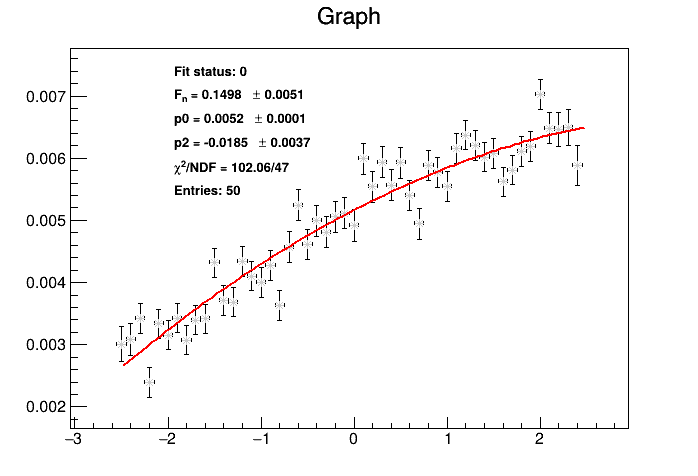 Graph
Fit status: 0
Fₙ = 0.1498 ± 0.0051
p0 = 0.0052 ± 0.0001
p2 = -0.0185 ± 0.0037
χ²/NDF = 102.06/47
Entries: 50
0.007
0.006
0.005
0.004
0.003
0.002
−3 −2 −1 0 1 2